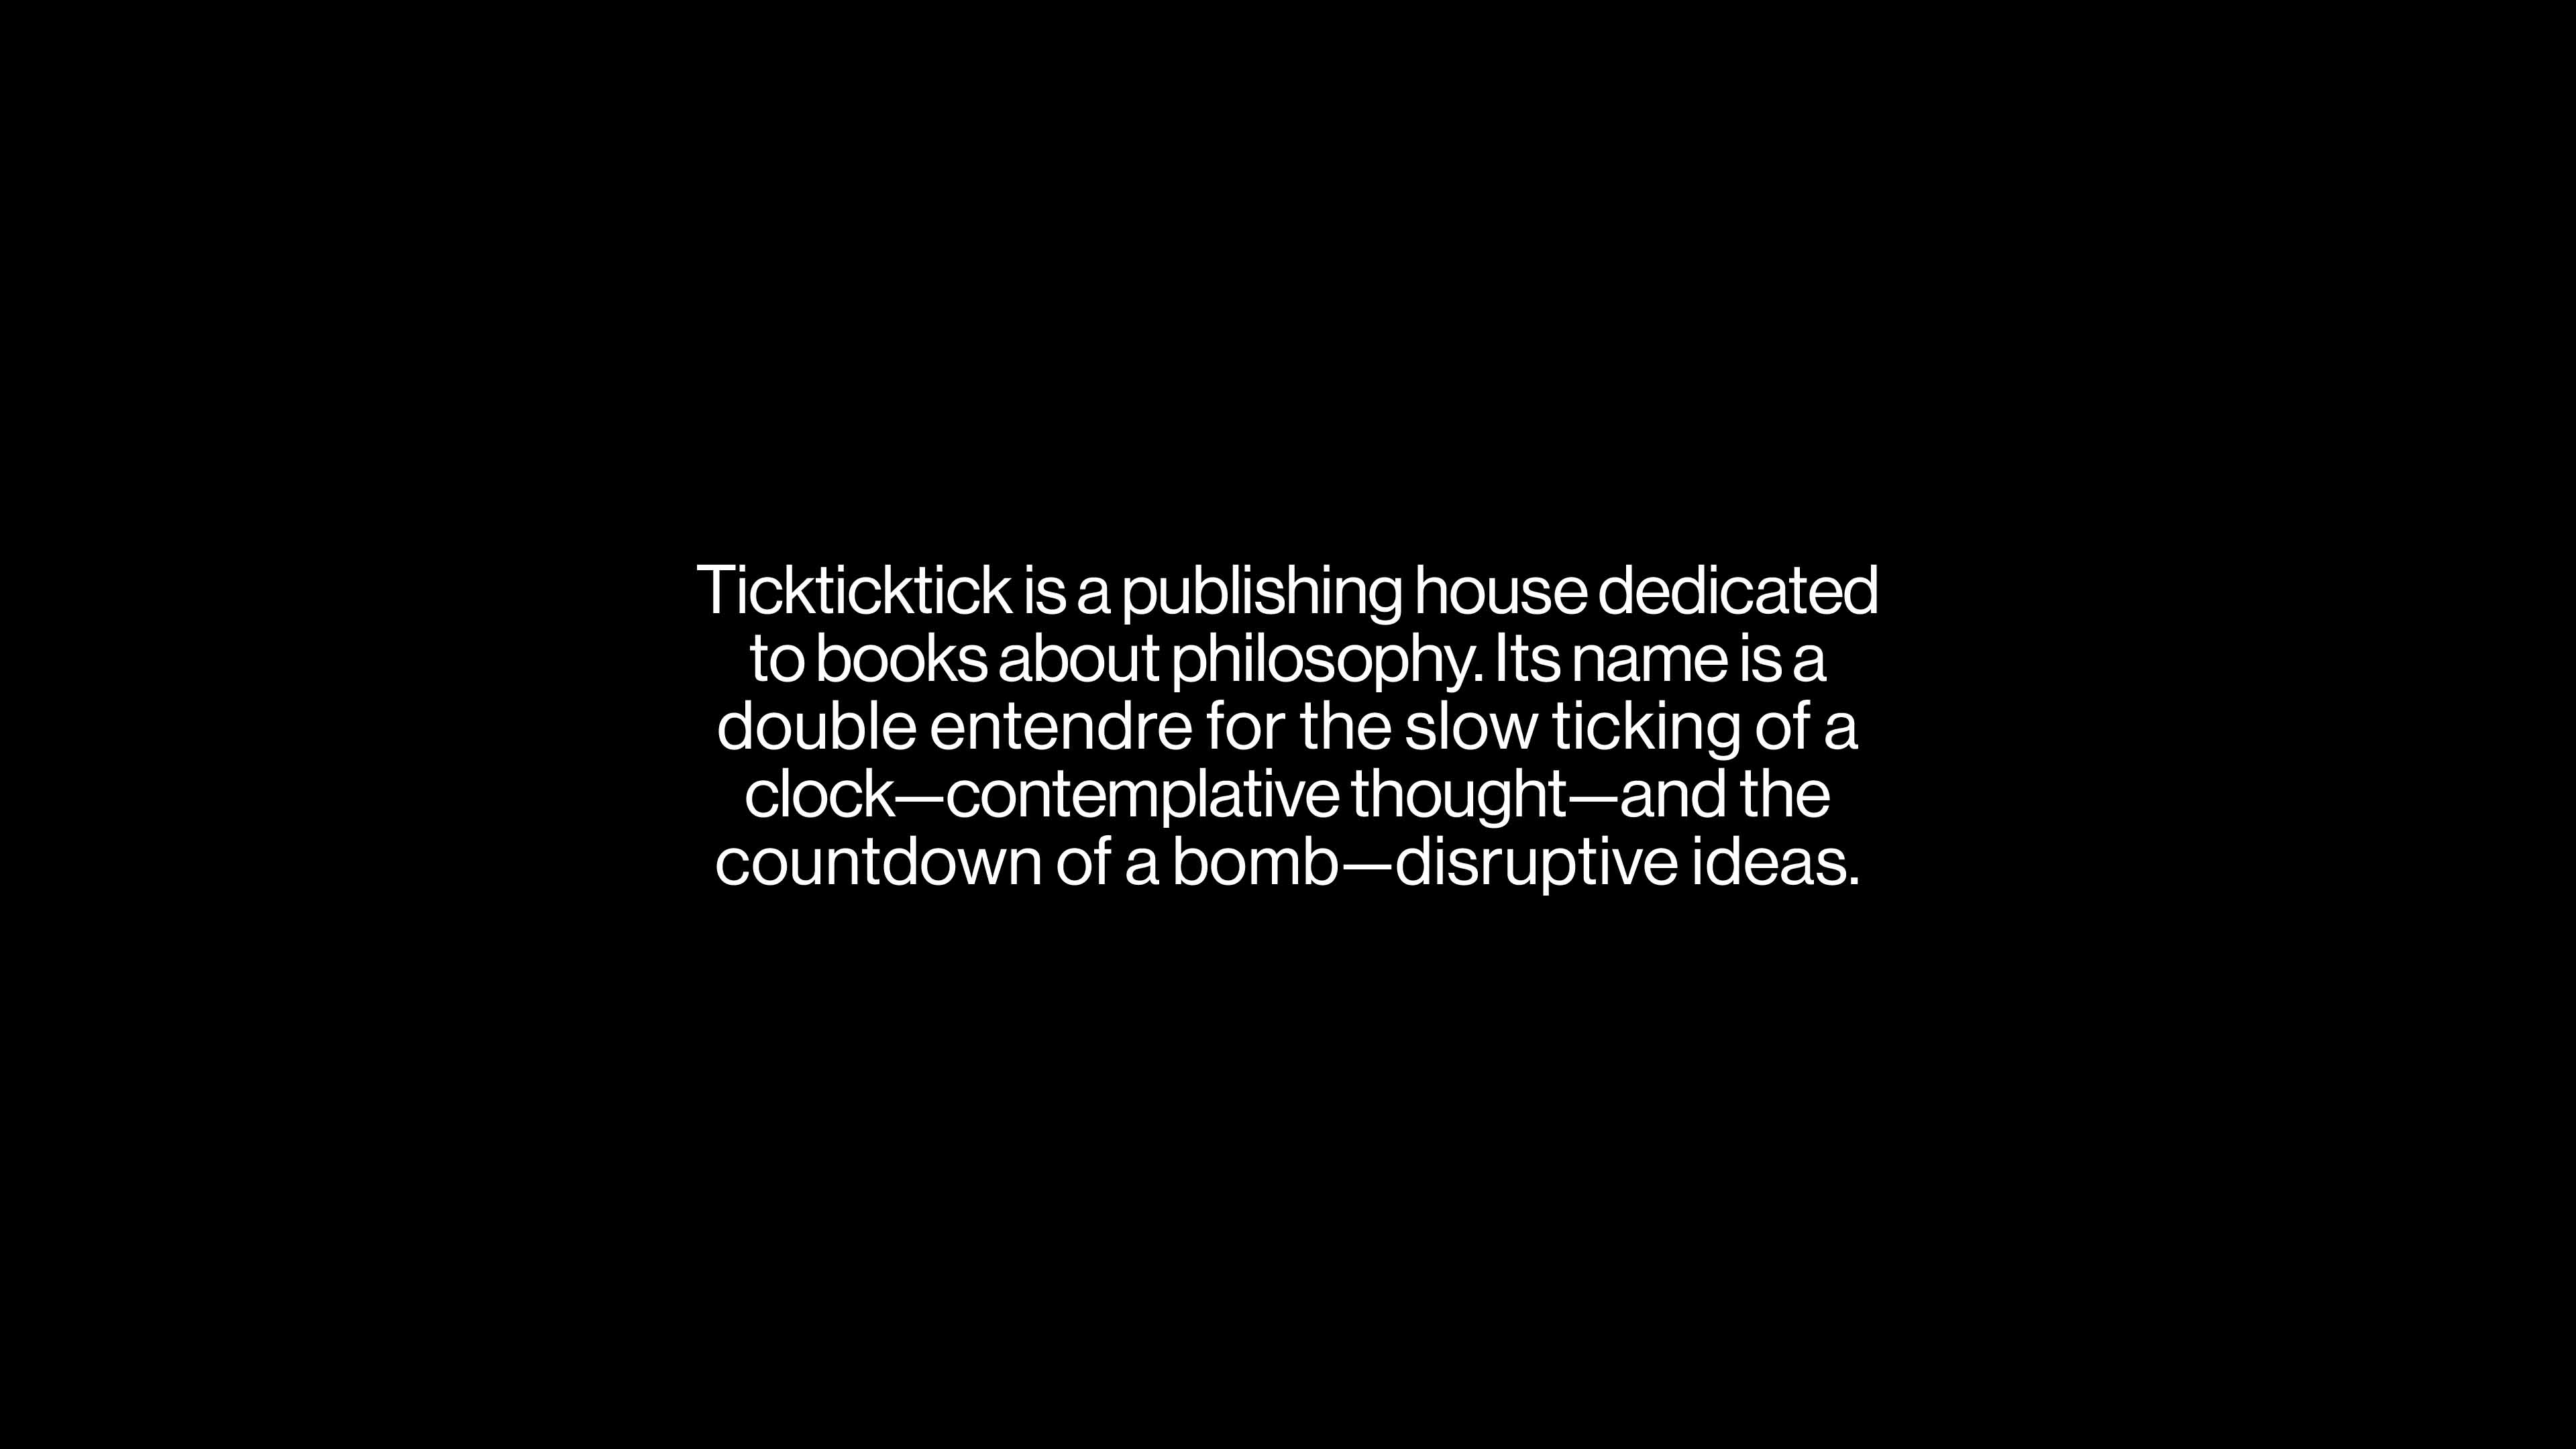 Tickticktick is a publishing house dedicated
to books about philosophy. Its name is a
double entendre for the slow ticking of a
clock—contemplative thought—and the
countdown of a bomb—disruptive ideas.